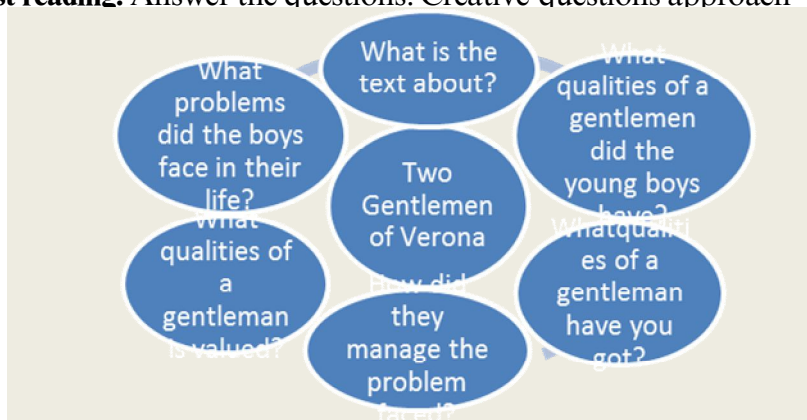 st reading. Answer the questions. Creative questions approach
What is the
text about?
What
qualities of a
gentlemen
did the
young boys
have?
Whatqualiti
es of a
gentleman
have you
got?
How did
they
manage the
problem
faced?
What
qualities of
a
gentleman
is valued?
What
problems
did the boys
face in their
life?
Two
Gentlemen
of Verona